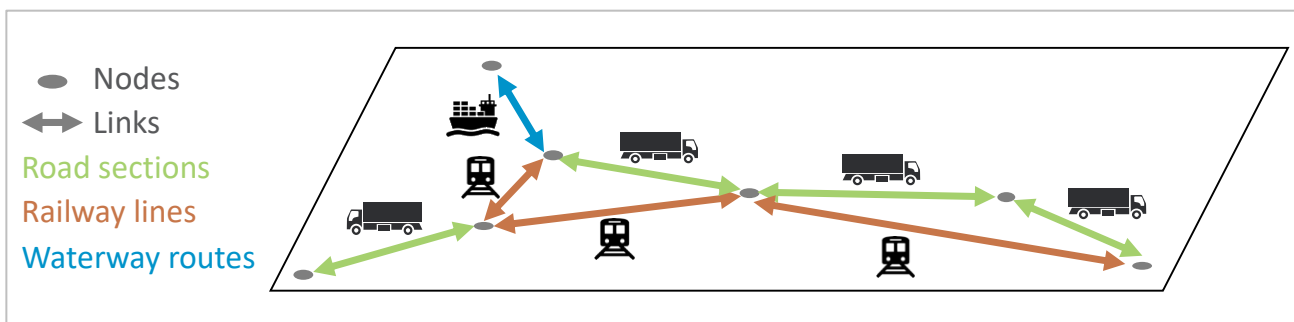 Nodes
Links
Road sections
Railway lines
Waterway routes